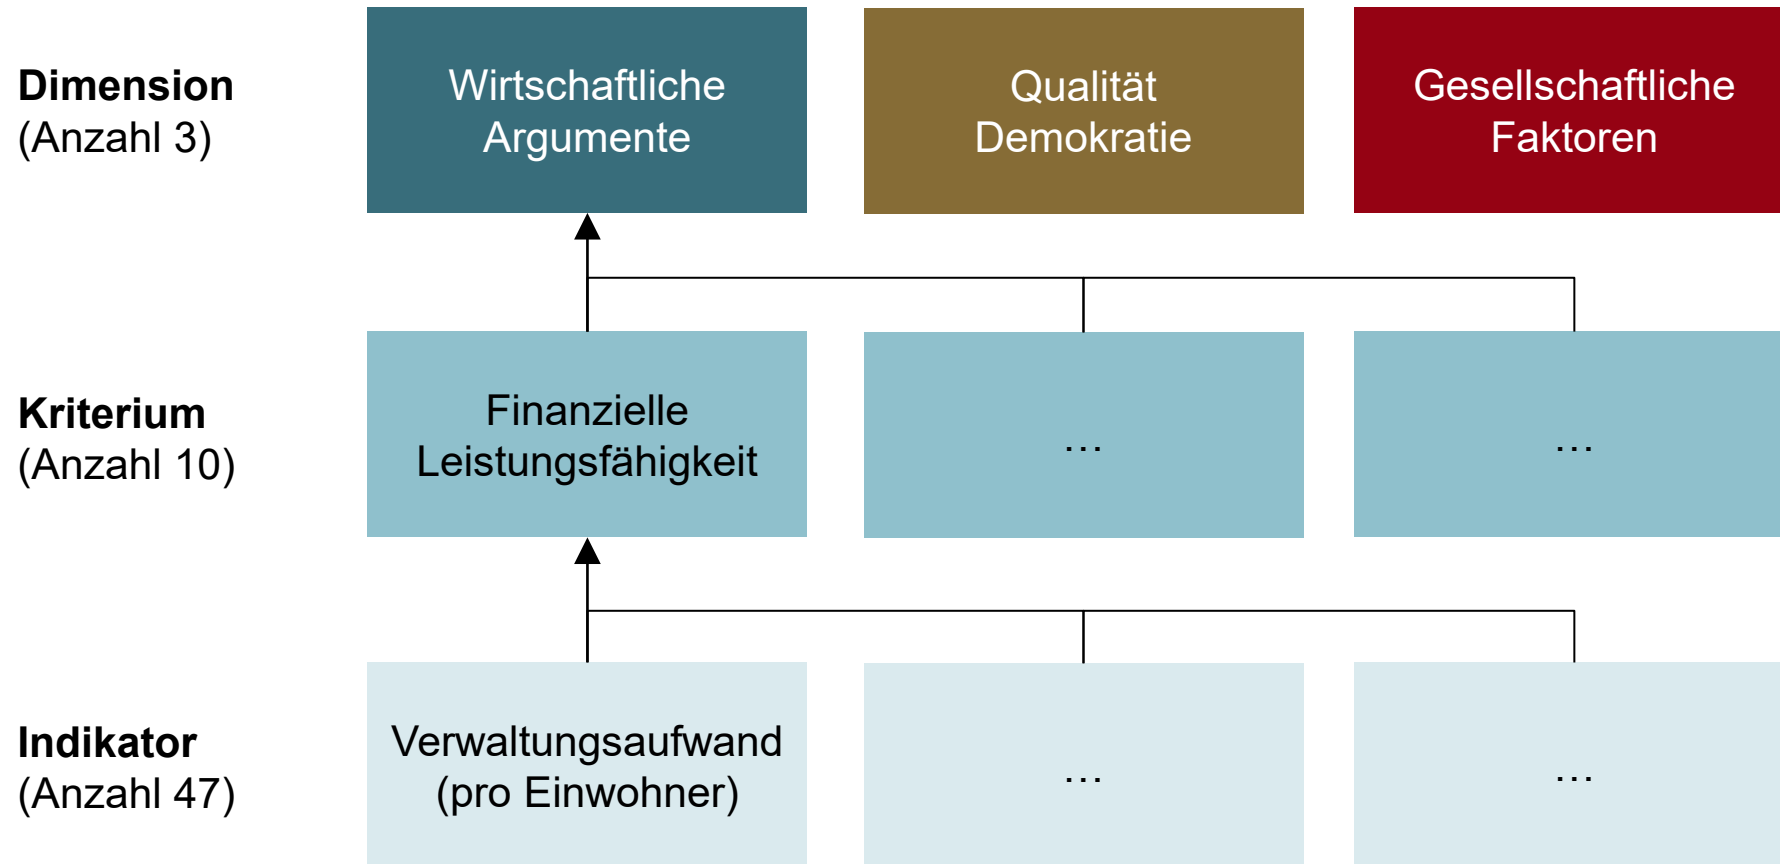 Dimension
(Anzahl 3)
Wirtschaftliche
Argumente
Qualität
Demokratie
Gesellschaftliche
Faktoren
Kriterium
(Anzahl 10)
Finanzielle
Leistungsfähigkeit
…
…
Indikator
(Anzahl 47)
Verwaltungsaufwand
(pro Einwohner)
…
…